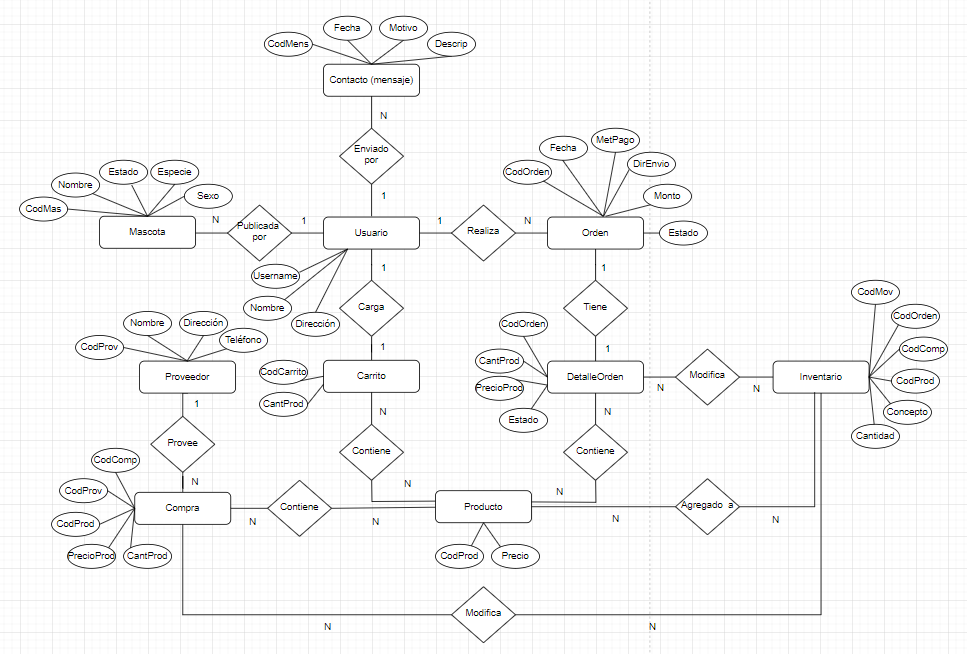 Fecha
Motivo
CodMens
Descrip
Contacto (mensaje)
N
Enviado
por
1
MetPago
Fecha
DirEnvio
CodOrden
Monto
Estado
Estado
Especie
Nombre
Sexo
CodMas
Mascota
N
Publicada
por
1
Usuario
1
Realiza
N
Orden
Username
Nombre
Dirección
1
Carga
1
1
Tiene
1
Nombre
Dirección
CodProv
Teléfono
Proveedor
CodCarrito
CantProd
Carrito
CodOrden
CantProd
PrecioProd
Estado
DetalleOrden
N
Modifica
N
Inventario
CodMov
CodOrden
CodComp
CodProd
Concepto
Cantidad
1
Provee
N
N
Contiene
N
N
Contiene
N
CodComp
CodProv
CodProd
PrecioProd
CantProd
Compra
N
Contiene
N
Producto
CodProd
Precio
N
Agregado a
N
Modifica
N
N